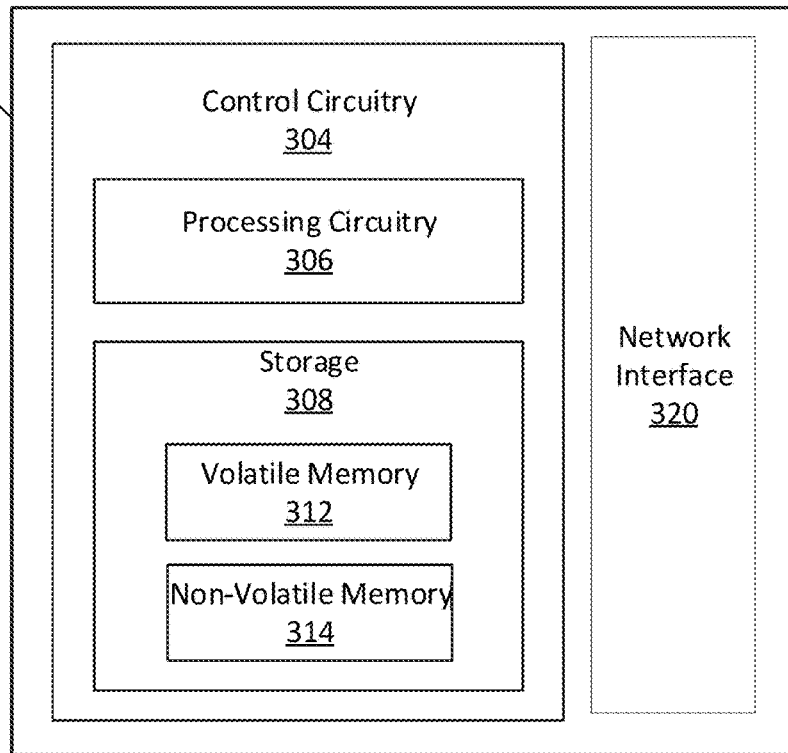 Control Circuitry
304
Processing Circuitry
306
Storage
308
Volatile Memory
312
Non-Volatile Memory
314
Network
Interface
320